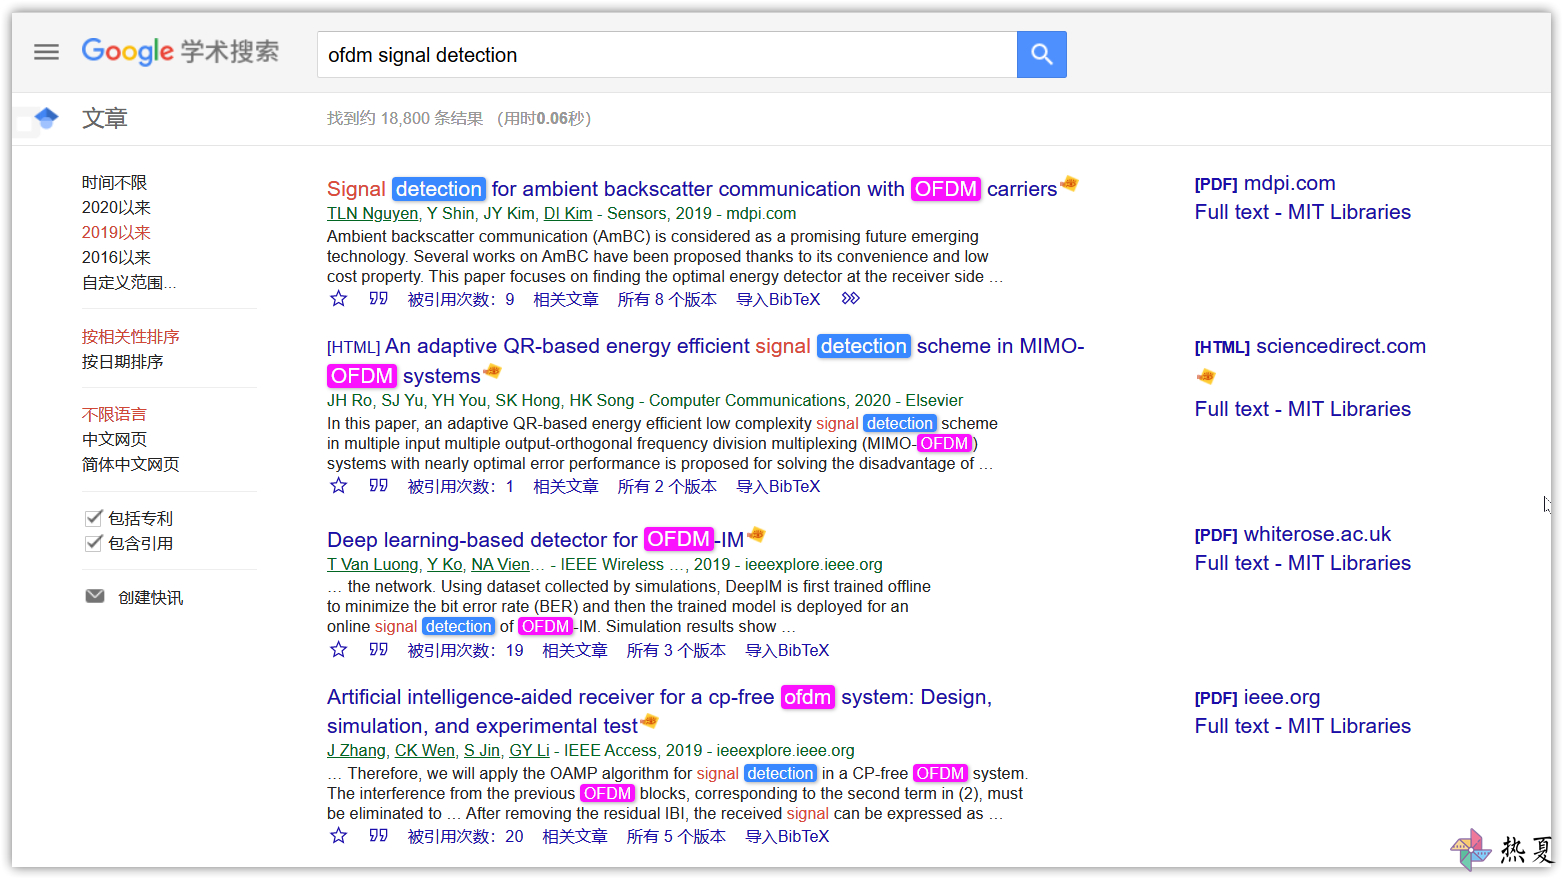 Google 学术搜索
ofdm signal detection
文章
找到约 18,800 条结果 （用时0.06秒）
时间不限
2020以来
2019以来
2016以来
自定义范围...
按相关性排序
按日期排序
不限语言
中文网页
简体中文网页
包括专利
包含引用
创建快讯
Signal detection for ambient backscatter communication with OFDM carriers
TLN Nguyen, Y Shin, JY Kim, DI Kim - Sensors, 2019 - mdpi.com
Ambient backscatter communication (AmBC) is considered as a promising future emerging
technology. Several works on AmBC have been proposed thanks to its convenience and low
cost property. This paper focuses on finding the optimal energy detector at the receiver side …
被引用次数：9 相关文章 所有 8 个版本 导入BibTeX
[PDF] mdpi.com
Full text - MIT Libraries
[HTML] An adaptive QR-based energy efficient signal detection scheme in MIMO-
OFDM systems
JH Ro, SJ Yu, YH You, SK Hong, HK Song - Computer Communications, 2020 - Elsevier
In this paper, an adaptive QR-based energy efficient low complexity signal detection scheme
in multiple input multiple output-orthogonal frequency division multiplexing (MIMO-OFDM)
systems with nearly optimal error performance is proposed for solving the disadvantage of …
被引用次数：1 相关文章 所有 2 个版本 导入BibTeX
[HTML] sciencedirect.com
Full text - MIT Libraries
Deep learning-based detector for OFDM-IM
T Van Luong, Y Ko, NA Vien… - IEEE Wireless …, 2019 - ieeexplore.ieee.org
… the network. Using dataset collected by simulations, DeepIM is first trained offline
to minimize the bit error rate (BER) and then the trained model is deployed for an
online signal detection of OFDM-IM. Simulation results show …
被引用次数：19 相关文章 所有 3 个版本 导入BibTeX
[PDF] whiterose.ac.uk
Full text - MIT Libraries
Artificial intelligence-aided receiver for a cp-free ofdm system: Design,
simulation, and experimental test
J Zhang, CK Wen, S Jin, GY Li - IEEE Access, 2019 - ieeexplore.ieee.org
… Therefore, we will apply the OAMP algorithm for signal detection in a CP-free OFDM system.
The interference from the previous OFDM blocks, corresponding to the second term in (2), must
be eliminated to … After removing the residual IBI, the received signal can be expressed as …
被引用次数：20 相关文章 所有 5 个版本 导入BibTeX
[PDF] ieee.org
Full text - MIT Libraries
热夏